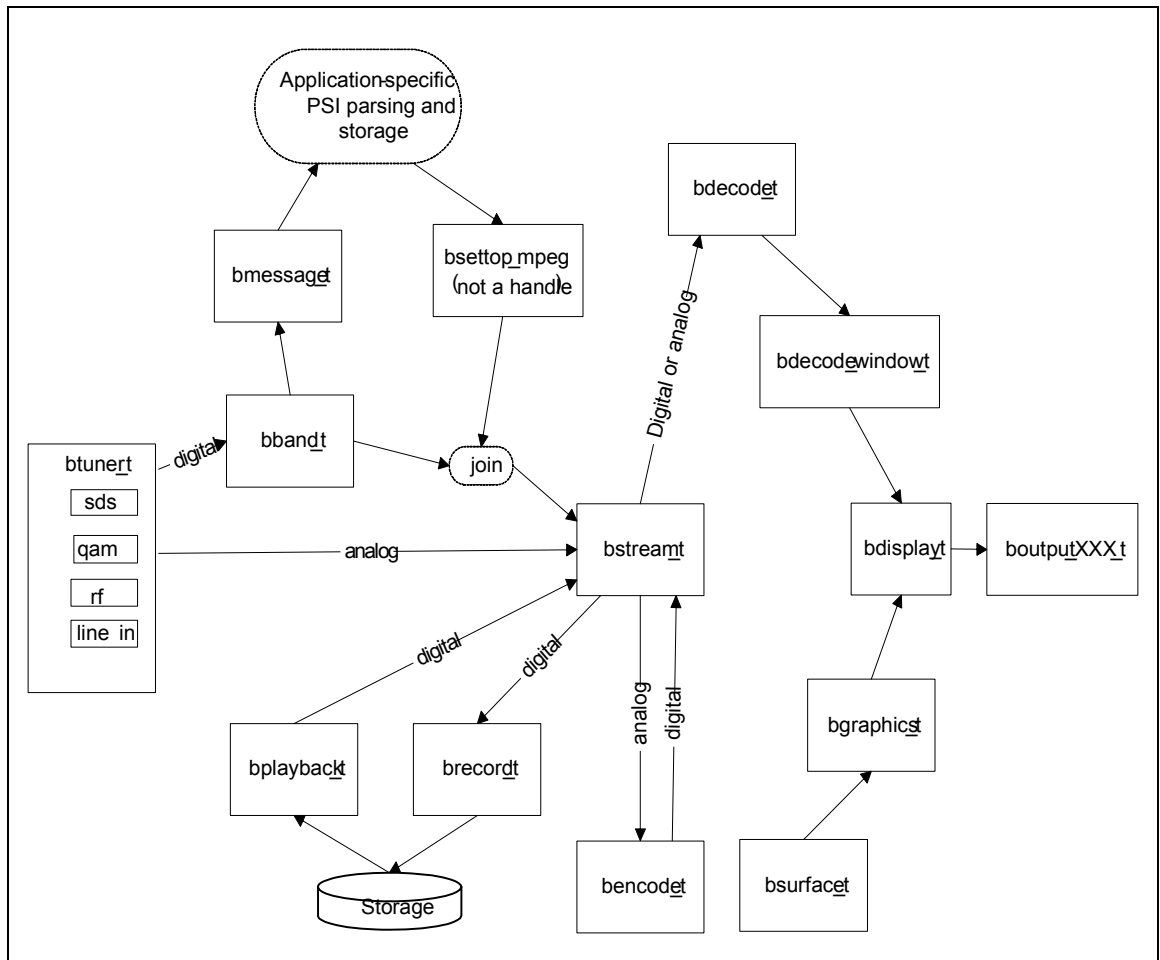 Application-specific
PSI parsing and
storage
bdecode_t
bsettop_mpeg
(not a handle)
bmessage_t
Digital or analog
bdecode_window_t
btuner_t
digital
bband_t
join
sds
qam
rf
line in
analog
bstream_t
bdisplay_t
boutput_XXX_t
digital
digital
analog
digital
bgraphics_t
bplayback_t
brecord_t
bencode_t
bsurface_t
Storage